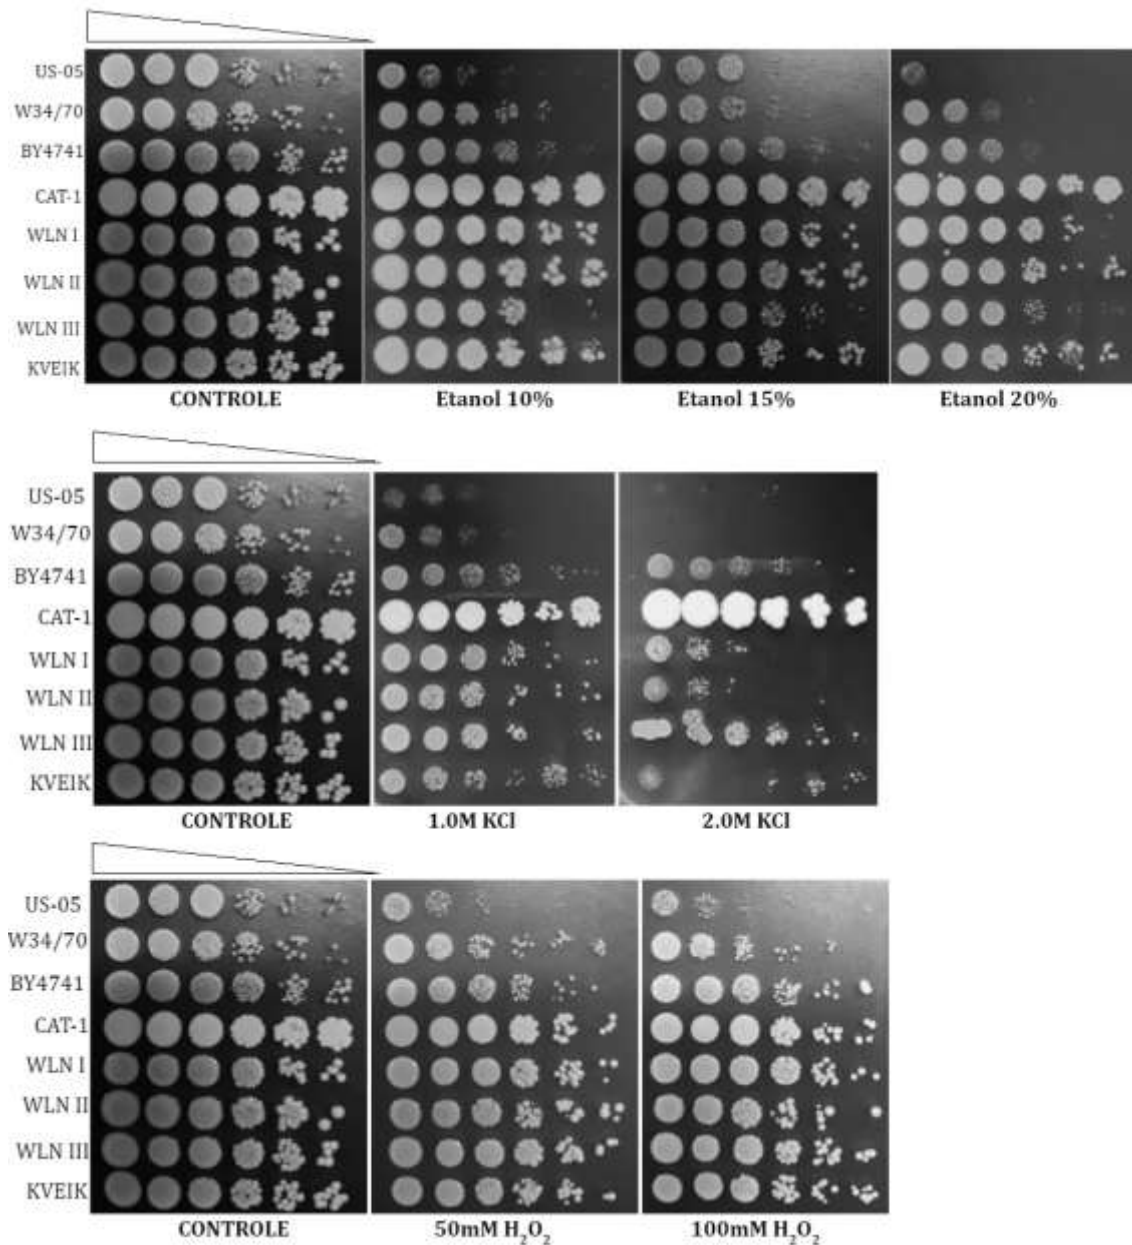 US-05
W34/70
BY4741
CAT-1
WLN I
WLN II
WLN III
KVEIK
CONTROLE Etanol 10% Etanol 15% Etanol 20%
US-05
W34/70
BY4741
CAT-1
WLN I
WLN II
WLN III
KVEIK
CONTROLE 1.0M KCl 2.0M KCl
US-05
W34/70
BY4741
CAT-1
WLN I
WLN II
WLN III
KVEIK
CONTROLE 50mM H₂O₂ 100mM H₂O₂